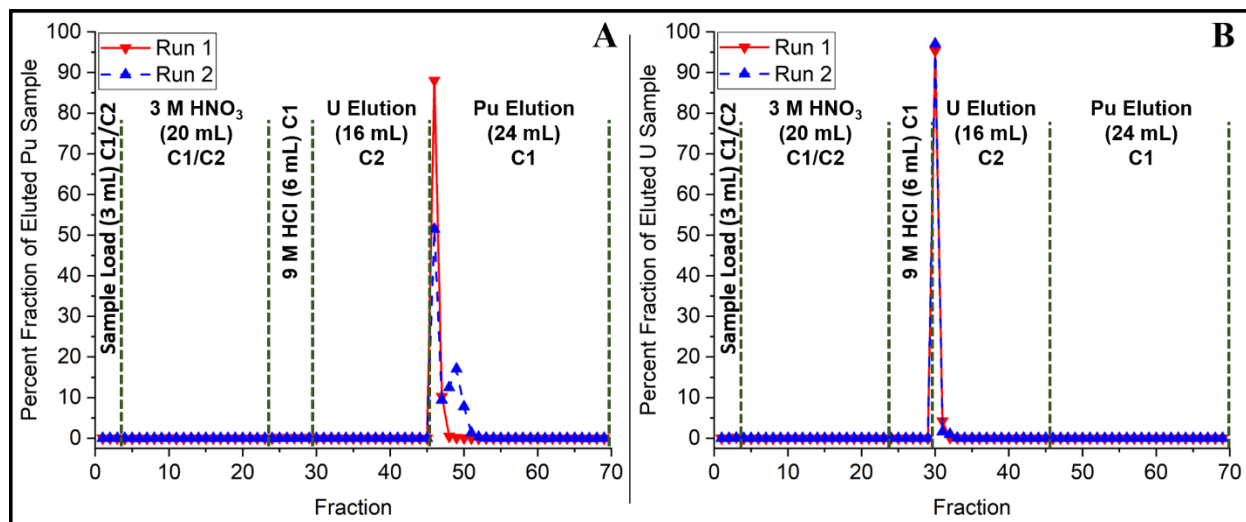 A
Run 1
Run 2
Percent Fraction of Eluted Pu Sample
100
90
80
70
60
50
40
30
20
10
0
Sample Load (3 mL) C1/C2
3 M HNO₃
(20 mL)
C1/C2
9 M HCl (6 mL) C1
U Elution
(16 mL)
C2
Pu Elution
(24 mL)
C1
0 10 20 30 40 50 60 70
Fraction
B
Run 1
Run 2
Percent Fraction of Eluted U Sample
100
90
80
70
60
50
40
30
20
10
0
Sample Load (3 mL) C1/C2
3 M HNO₃
(20 mL)
C1/C2
9 M HCl (6 mL) C1
U Elution
(16 mL)
C2
Pu Elution
(24 mL)
C1
0 10 20 30 40 50 60 70
Fraction